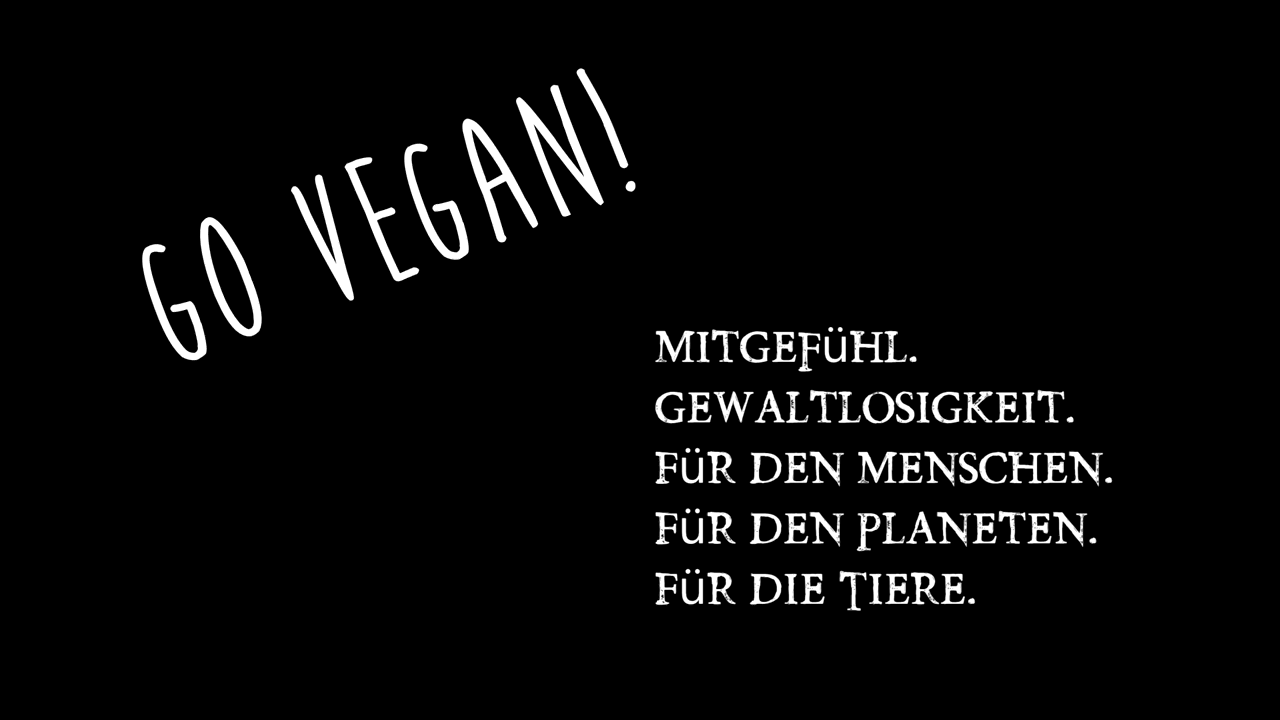 GO VEGAN!
MITGEFÜHL.
GEWALTLOSIGKEIT.
FÜR DEN MENSCHEN.
FÜR DEN PLANETEN.
FÜR DIE TIERE.